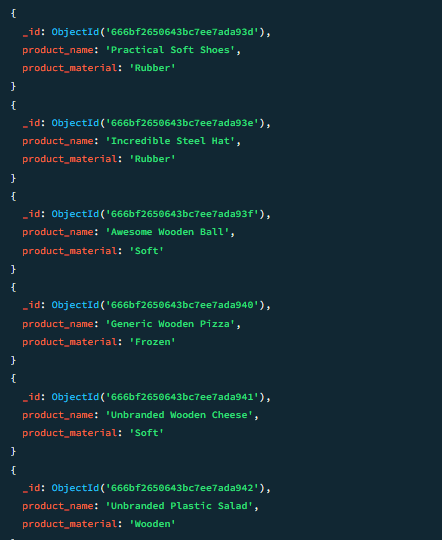 {
_id: ObjectId('666bf2650643bc7ee7ada93d'),
product_name: 'Practical Soft Shoes',
product_material: 'Rubber'
}
{
_id: ObjectId('666bf2650643bc7ee7ada93e'),
product_name: 'Incredible Steel Hat',
product_material: 'Rubber'
}
{
_id: ObjectId('666bf2650643bc7ee7ada93f'),
product_name: 'Awesome Wooden Ball',
product_material: 'Soft'
}
{
_id: ObjectId('666bf2650643bc7ee7ada940'),
product_name: 'Generic Wooden Pizza',
product_material: 'Frozen'
}
{
_id: ObjectId('666bf2650643bc7ee7ada941'),
product_name: 'Unbranded Wooden Cheese',
product_material: 'Soft'
}
{
_id: ObjectId('666bf2650643bc7ee7ada942'),
product_name: 'Unbranded Plastic Salad',
product_material: 'Wooden'